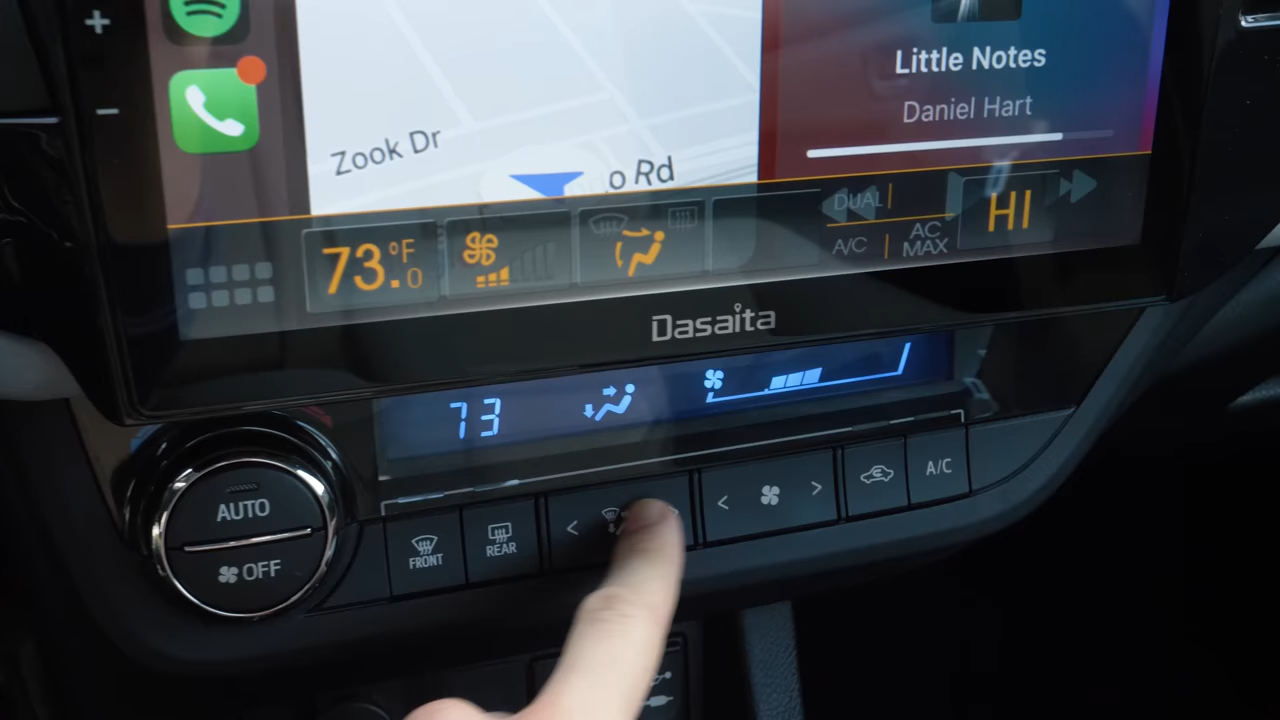 +
-
Little Notes
Daniel Hart
Zook Dr
o Rd
73.0 °F
DUAL
A/C
AC MAX
HI
Dasaita
73
AUTO
OFF
FRONT
REAR
<
< >
A/C